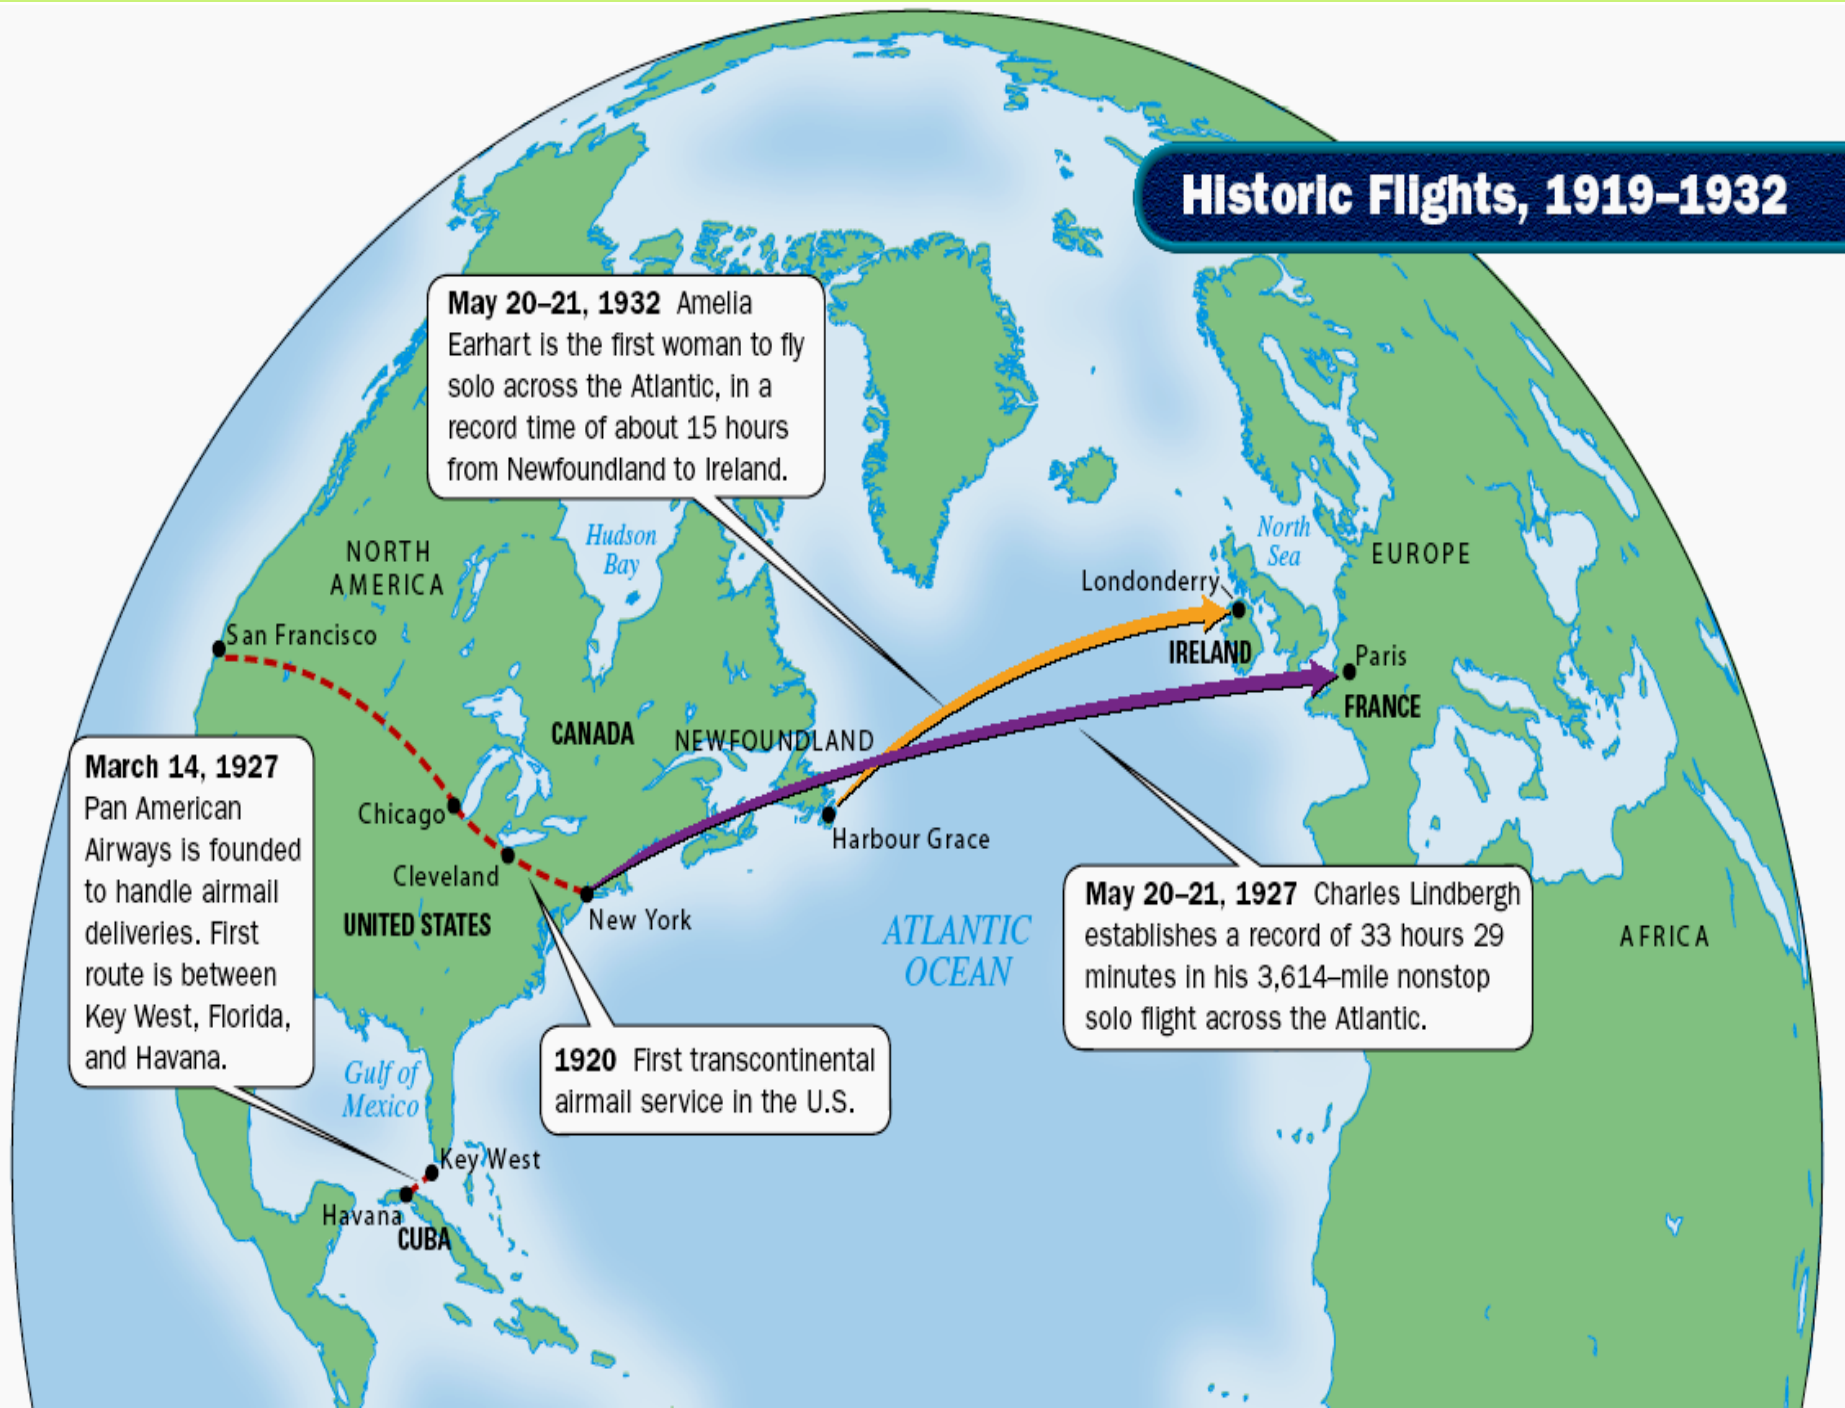 Historic Flights, 1919–1932
May 20–21, 1932 Amelia
Earhart is the first woman to fly
solo across the Atlantic, in a
record time of about 15 hours
from Newfoundland to Ireland.
Hudson
Bay
North
Sea
NORTH
AMERICA
EUROPE
Londonderry
San Francisco
IRELAND
Paris
FRANCE
CANADA
NEWFOUNDLAND
March 14, 1927
Pan American
Airways is founded
to handle airmail
deliveries. First
route is between
Key West, Florida,
and Havana.
Chicago
Harbour Grace
Cleveland
UNITED STATES
New York
ATLANTIC
OCEAN
May 20–21, 1927 Charles Lindbergh
establishes a record of 33 hours 29
minutes in his 3,614–mile nonstop
solo flight across the Atlantic.
AFRICA
1920 First transcontinental
airmail service in the U.S.
Gulf of
Mexico
Key West
Havana
CUBA